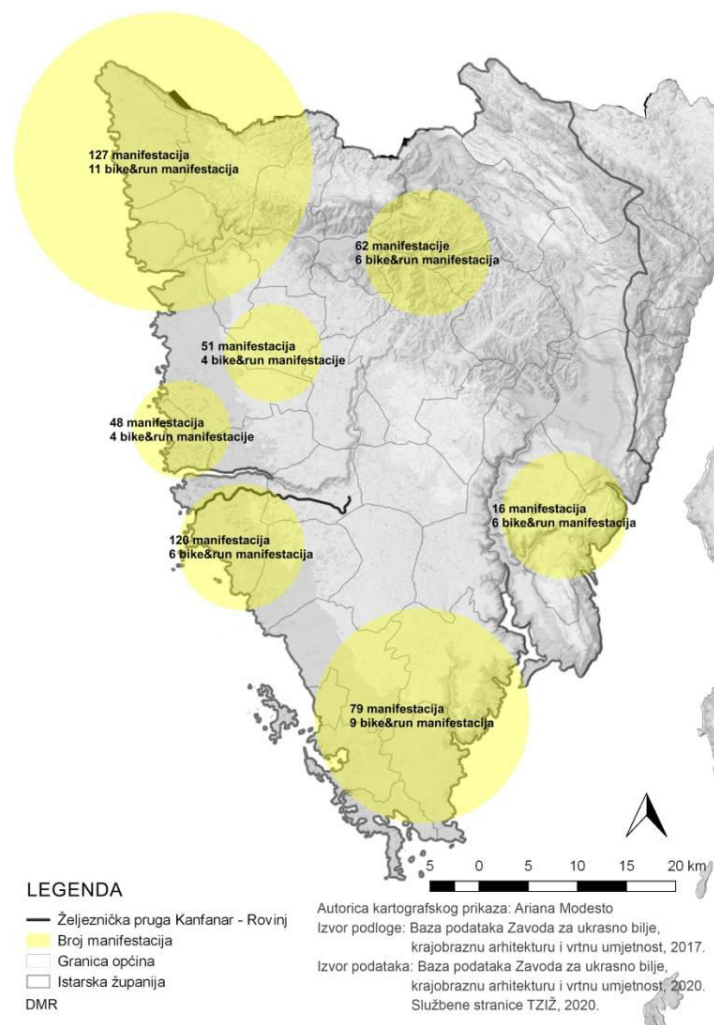 127 manifestacija
11 bike&run manifestacija
62 manifestacije
6 bike&run manifestacija
51 manifestacija
4 bike&run manifestacije
48 manifestacija
4 bike&run manifestacije
16 manifestacija
6 bike&run manifestacija
120 manifestacija
6 bike&run manifestacija
79 manifestacija
9 bike&run manifestacija
5 0 5 10 15 20 km
LEGENDA
Željeznička pruga Kanfanar - Rovinj
Broj manifestacija
Granica općina
Istarska županija
DMR
Autorica kartografskog prikaza: Ariana Modesto
Izvor podloge: Baza podataka Zavoda za ukrasno bilje,
krajobraznu arhitekturu i vrtnu umjetnost, 2017.
Izvor podataka: Baza podataka Zavoda za ukrasno bilje,
krajobraznu arhitekturu i vrtnu umjetnost, 2020.
Službene stranice TZIŽ, 2020.